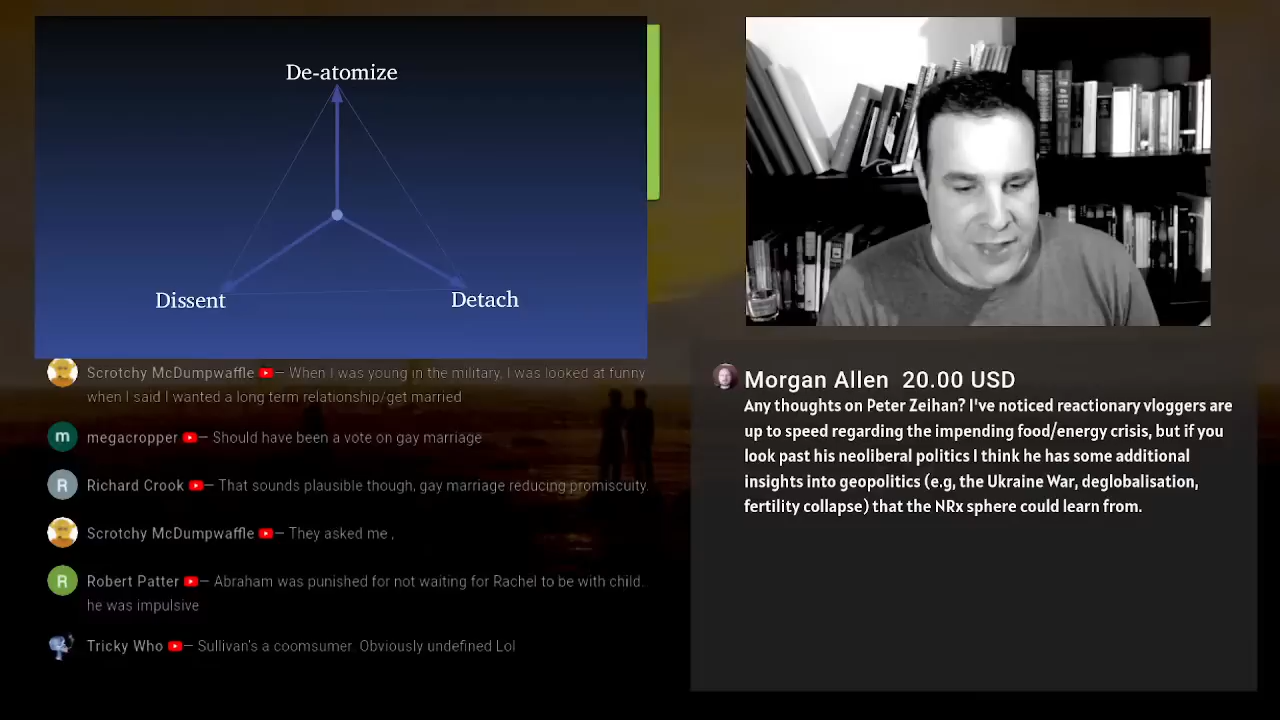 De-atomize
Dissent
Detach
Scrotchy McDumpwaffle — When I was young in the military, I was looked at funny
when I said I wanted a long term relationship/get married
m megacropper — Should have been a vote on gay marriage
R Richard Crook — That sounds plausible though, gay marriage reducing promiscuity.
Scrotchy McDumpwaffle — They asked me ,
R Robert Patter — Abraham was punished for not waiting for Rachel to be with child.
he was impulsive
Tricky Who — Sullivan's a coomsumer. Obviously undefined Lol
Morgan Allen 20.00 USD
Any thoughts on Peter Zeihan? I've noticed reactionary vloggers are
up to speed regarding the impending food/energy crisis, but if you
look past his neoliberal politics I think he has some additional
insights into geopolitics (e.g, the Ukraine War, deglobalisation,
fertility collapse) that the NRx sphere could learn from.